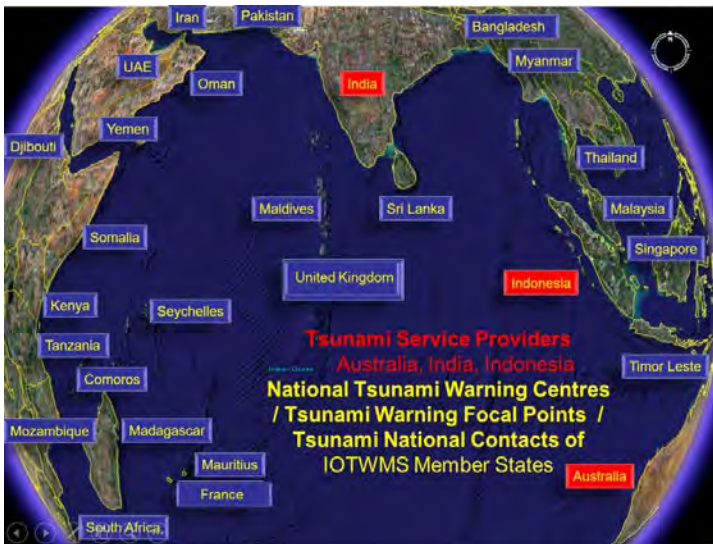 Iran
Pakistan
Bangladesh
UAE
Oman
India
Myanmar
Yemen
Djibouti
Thailand
Maldives
Sri Lanka
Malaysia
Somalia
Singapore
United Kingdom
Indonesia
Kenya
Seychelles
Tanzania
Tsunami Service Providers
Australia, India, Indonesia
Timor Leste
Comoros
National Tsunami Warning Centres
/ Tsunami Warning Focal Points /
Mozambique
Madagascar
Tsunami National Contacts of
IOTWMS Member States
Mauritius
France
Australia
South Africa